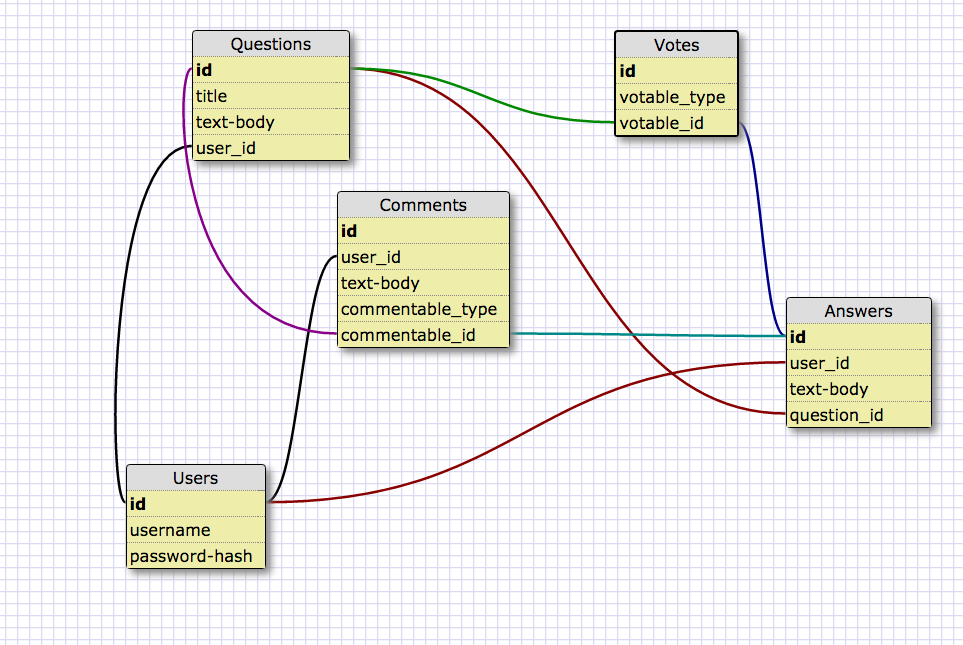 Questions
id
title
text-body
user_id
Votes
id
votable_type
votable_id
Comments
id
user_id
text-body
commentable_type
commentable_id
Answers
id
user_id
text-body
question_id
Users
id
username
password-hash